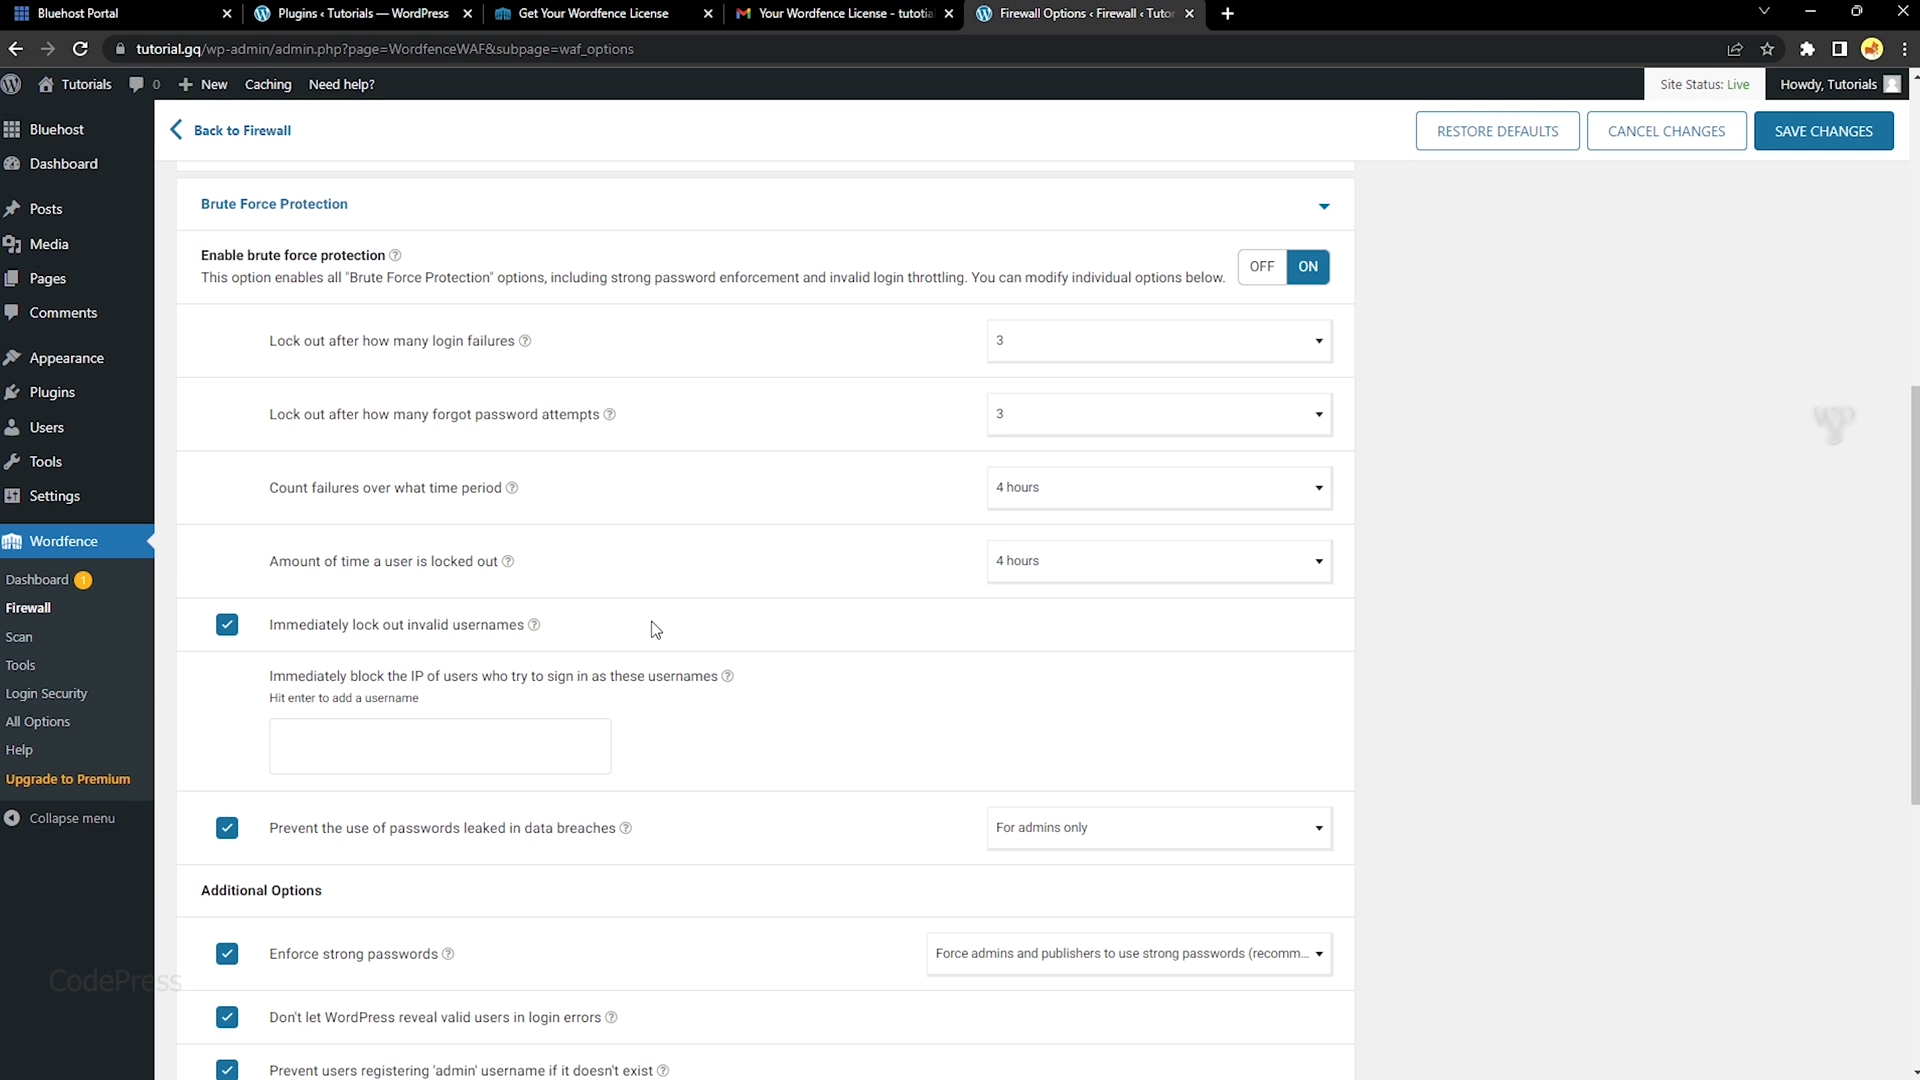 Bluehost Portal
Plugins ‹ Tutorials — WordPress
Get Your Wordfence License
Your Wordfence License - tutotial
Firewall Options ‹ Firewall ‹ Tutor
tutorial.gq/wp-admin/admin.php?page=WordfenceWAF&subpage=waf_options
Tutorials
0
New
Caching
Need help?
Site Status: Live
Howdy, Tutorials
Bluehost
Dashboard
Posts
Media
Pages
Comments
Appearance
Plugins
Users
Tools
Settings
Wordfence
Dashboard 1
Firewall
Scan
Tools
Login Security
All Options
Help
Upgrade to Premium
Collapse menu
Back to Firewall
RESTORE DEFAULTS
CANCEL CHANGES
SAVE CHANGES
Brute Force Protection
Enable brute force protection
This option enables all "Brute Force Protection" options, including strong password enforcement and invalid login throttling. You can modify individual options below.
OFF
ON
Lock out after how many login failures
3
Lock out after how many forgot password attempts
3
Count failures over what time period
4 hours
Amount of time a user is locked out
4 hours
Immediately lock out invalid usernames
Immediately block the IP of users who try to sign in as these usernames
Hit enter to add a username
Prevent the use of passwords leaked in data breaches
For admins only
Additional Options
Enforce strong passwords
Force admins and publishers to use strong passwords (recomm...
Don't let WordPress reveal valid users in login errors
Prevent users registering 'admin' username if it doesn't exist
CodePress